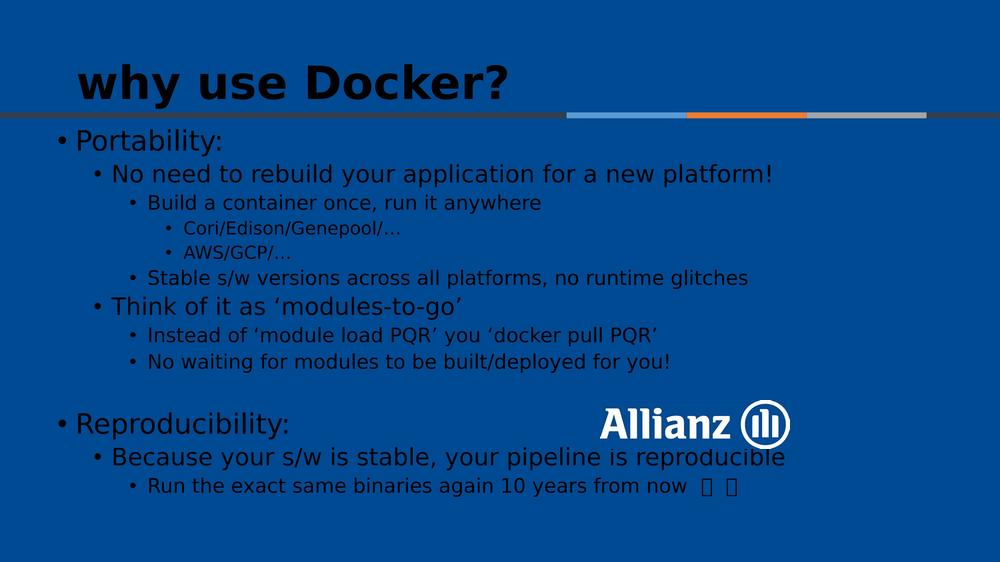 why use Docker?
• Portability:
• No need to rebuild your application for a new platform!
• Build a container once, run it anywhere
• Cori/Edison/Genepool/…
• AWS/GCP/…
• Stable s/w versions across all platforms, no runtime glitches
• Think of it as ‘modules-to-go’
• Instead of ‘module load PQR’ you ‘docker pull PQR’
• No waiting for modules to be built/deployed for you!
• Reproducibility:
Allianz
• Because your s/w is stable, your pipeline is reproducible
• Run the exact same binaries again 10 years from now